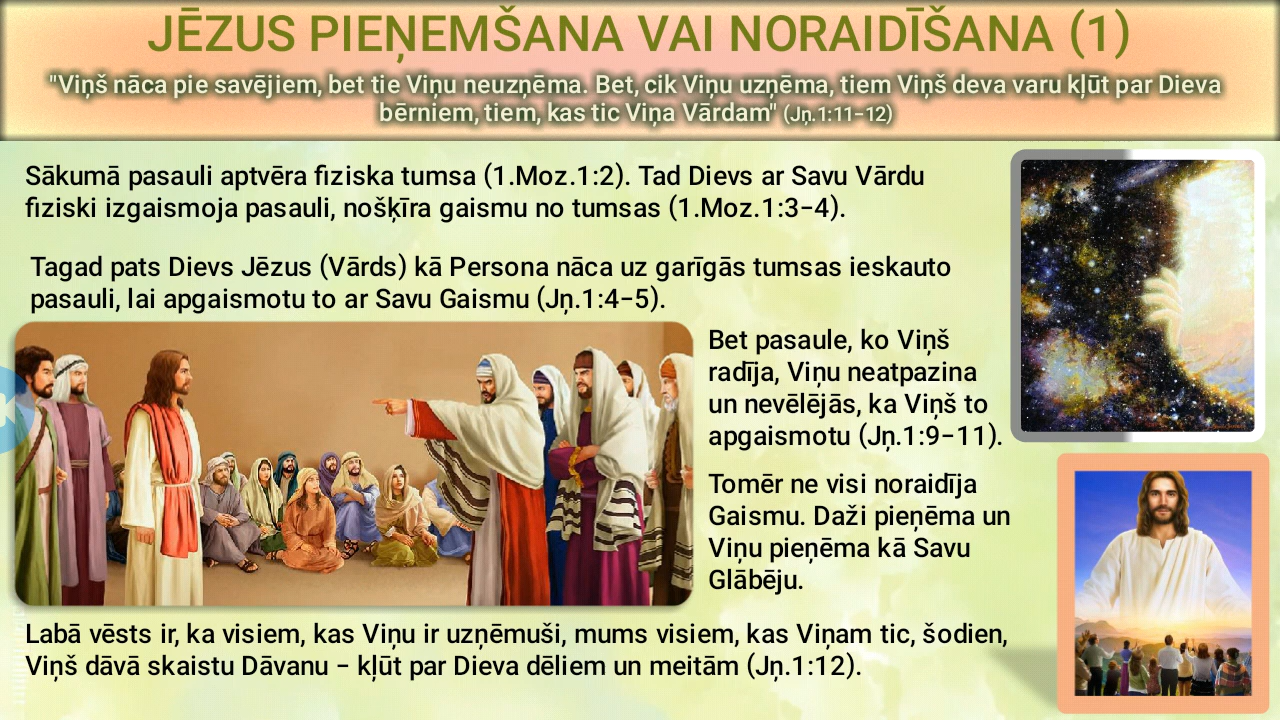 JĒZUS PIEŅEMŠANA VAI NORAIDĪŠANA (1)
"Viņš nāca pie savējiem, bet tie Viņu neuzņēma. Bet, cik Viņu uzņēma, tiem Viņš deva varu kļūt par Dieva
bērniem, tiem, kas tic Viņa Vārdam" (Jņ.1:11-12)
Sākumā pasauli aptvēra fiziska tumsa (1.Moz.1:2). Tad Dievs ar Savu Vārdu
fiziski izgaismoja pasauli, nošķīra gaismu no tumsas (1.Moz.1:3-4).
Tagad pats Dievs Jēzus (Vārds) kā Persona nāca uz garīgās tumsas ieskauto
pasauli, lai apgaismotu to ar Savu Gaismu (Jņ.1:4-5).
Bet pasaule, ko Viņš
radīja, Viņu neatpazina
un nevēlējās, ka Viņš to
apgaismotu (Jņ.1:9-11).
Tomēr ne visi noraidīja
Gaismu. Daži pieņēma un
Viņu pieņēma kā Savu
Glābēju.
Labā vēsts ir, ka visiem, kas Viņu ir uzņēmuši, mums visiem, kas Viņam tic, šodien,
Viņš dāvā skaistu Dāvanu - kļūt par Dieva dēliem un meitām (Jņ.1:12).